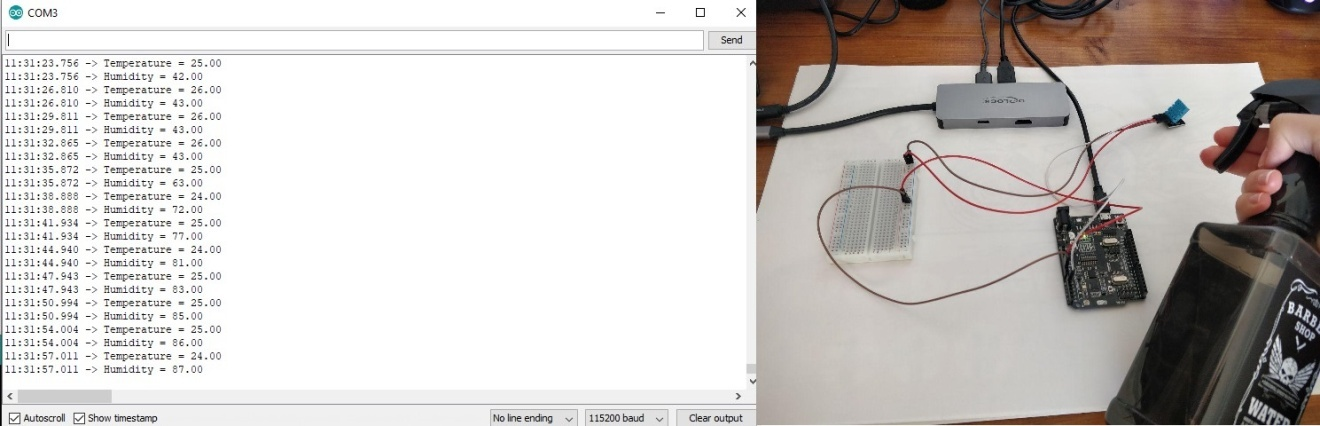 COM3
Send
11:31:23.756 -> Temperature = 25.00
11:31:23.756 -> Humidity = 42.00
11:31:26.810 -> Temperature = 26.00
11:31:26.810 -> Humidity = 43.00
11:31:29.811 -> Temperature = 26.00
11:31:29.811 -> Humidity = 43.00
11:31:32.865 -> Temperature = 26.00
11:31:32.865 -> Humidity = 43.00
11:31:35.872 -> Temperature = 25.00
11:31:35.872 -> Humidity = 63.00
11:31:38.888 -> Temperature = 24.00
11:31:38.888 -> Humidity = 72.00
11:31:41.934 -> Temperature = 25.00
11:31:41.934 -> Humidity = 77.00
11:31:44.940 -> Temperature = 24.00
11:31:44.940 -> Humidity = 81.00
11:31:47.943 -> Temperature = 25.00
11:31:47.943 -> Humidity = 83.00
11:31:50.994 -> Temperature = 25.00
11:31:50.994 -> Humidity = 85.00
11:31:54.004 -> Temperature = 25.00
11:31:54.004 -> Humidity = 86.00
11:31:57.011 -> Temperature = 24.00
11:31:57.011 -> Humidity = 87.00
Autoscroll Show timestamp No line ending 115200 baud Clear output
BARBE
SHOP
WATER